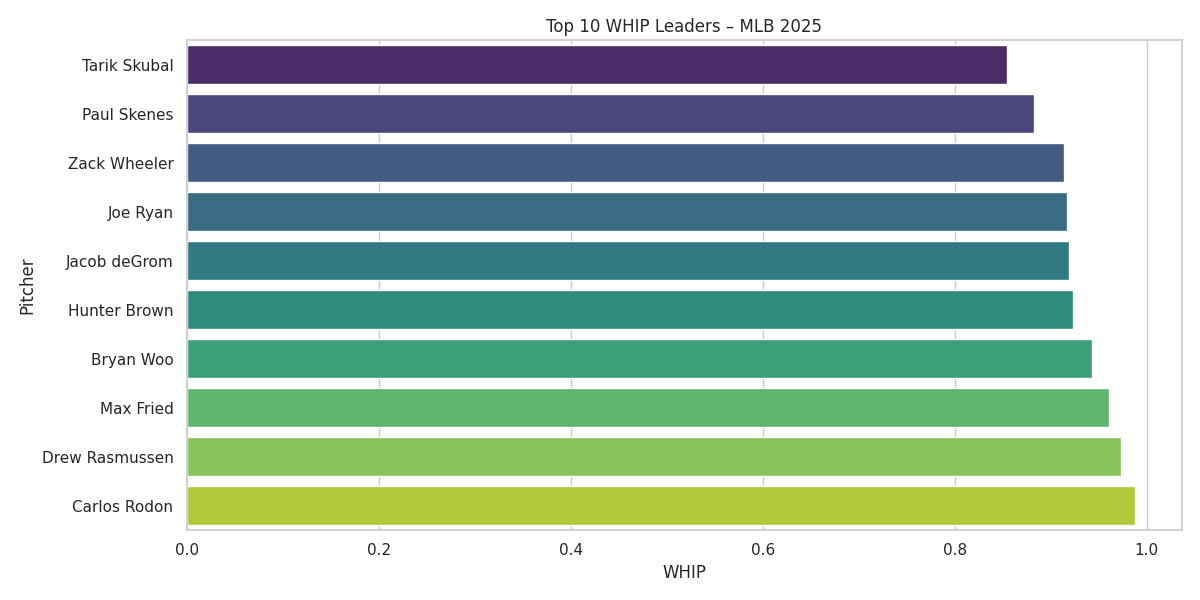 Top 10 WHIP Leaders – MLB 2025
Pitcher
Tarik Skubal
Paul Skenes
Zack Wheeler
Joe Ryan
Jacob deGrom
Hunter Brown
Bryan Woo
Max Fried
Drew Rasmussen
Carlos Rodon
0.0 0.2 0.4 0.6 0.8 1.0
WHIP